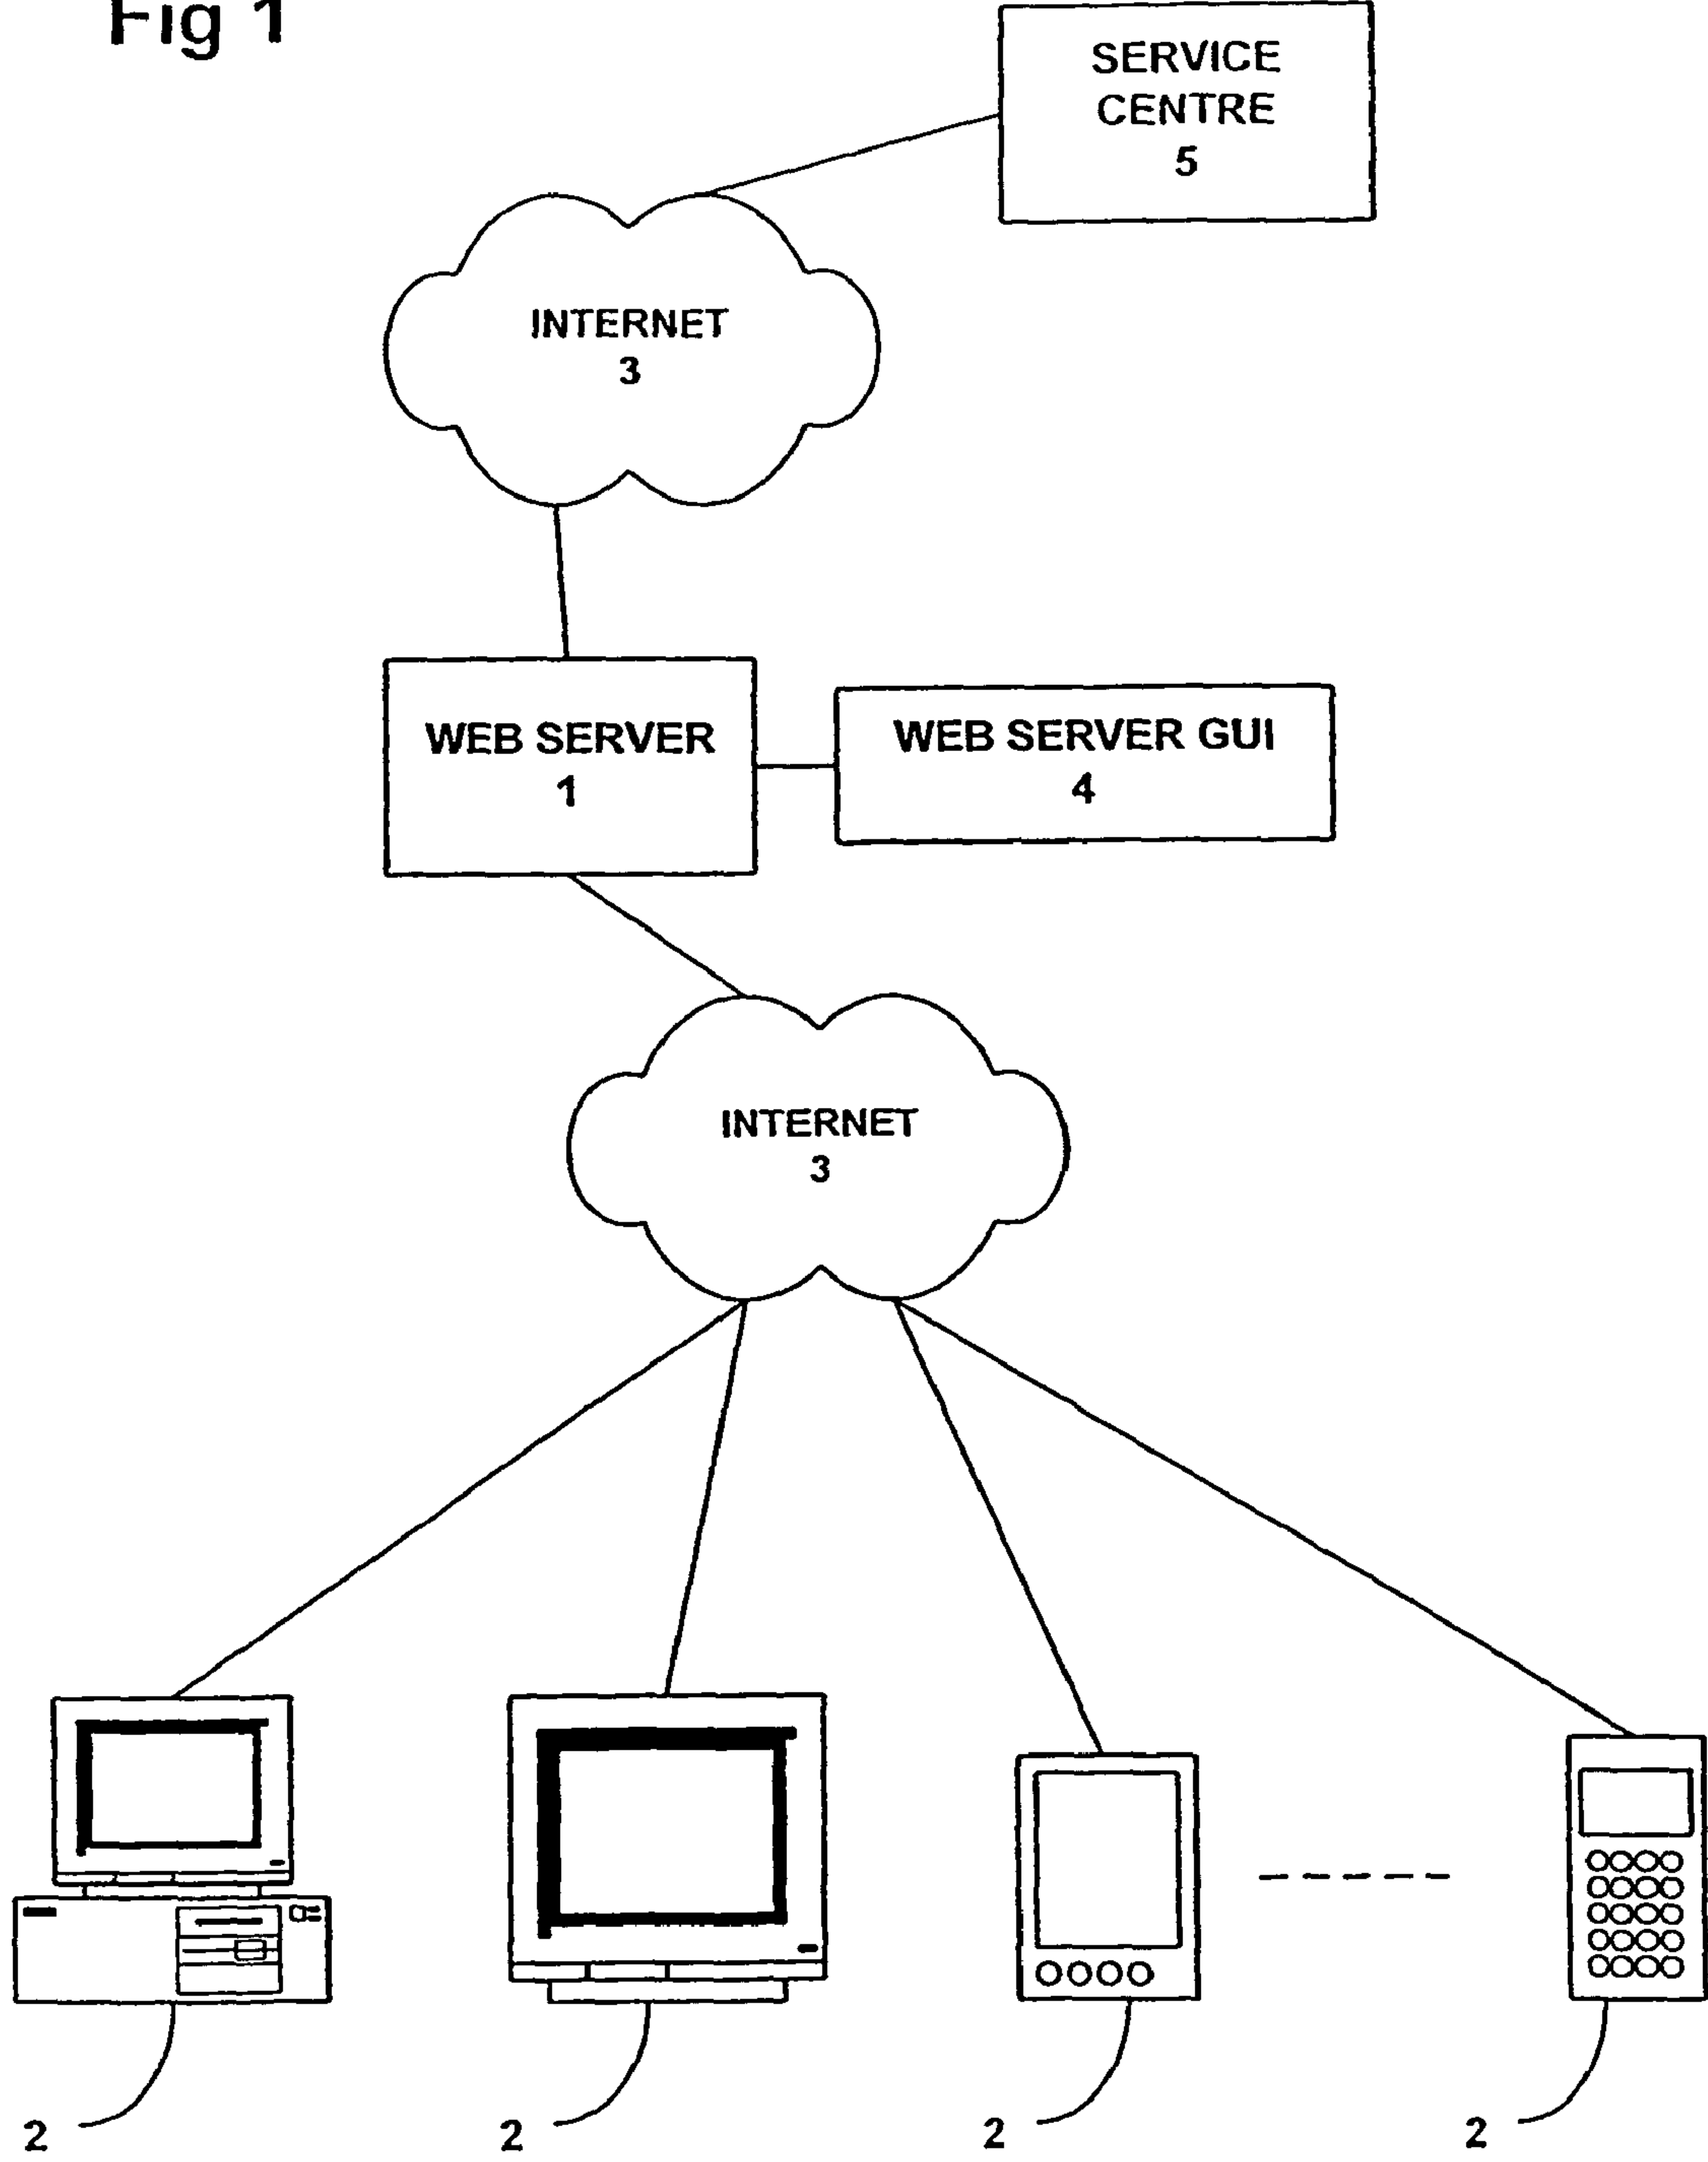 Fig 1
SERVICE
CENTRE
5
INTERNET
3
WEB SERVER
1
WEB SERVER GUI
4
INTERNET
3
2
2
2
2